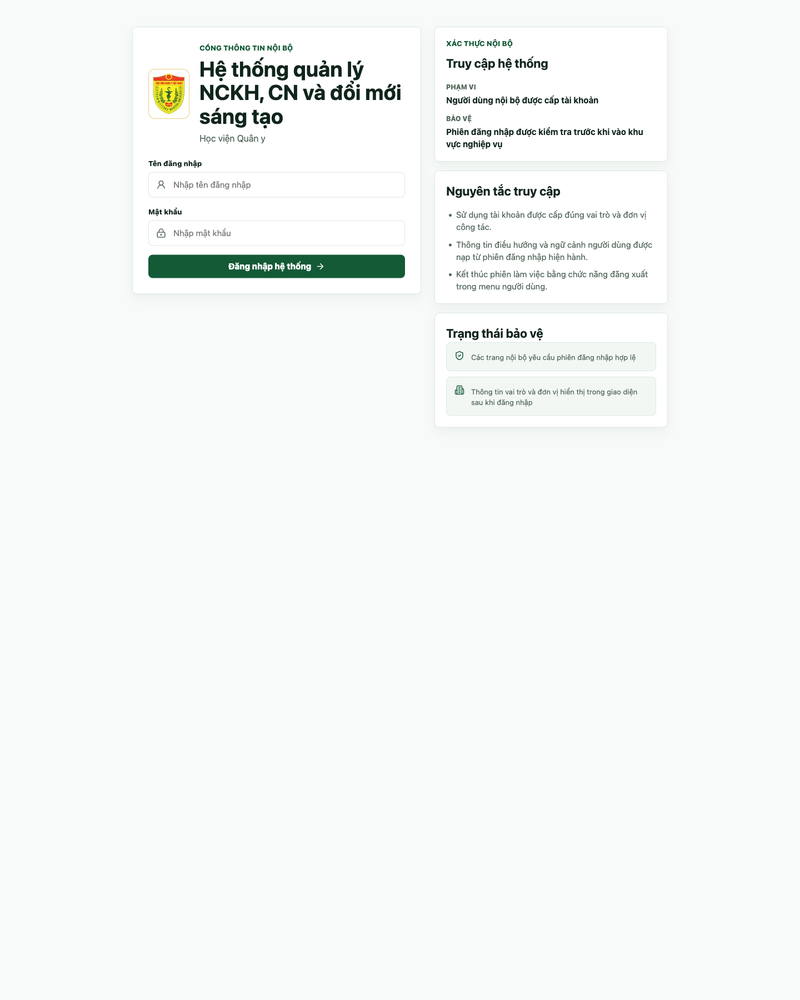 CỔNG THÔNG TIN NỘI BỘ
Hệ thống quản lý
NCKH, CN và đổi mới
sáng tạo
Học viện Quân y
Tên đăng nhập
Nhập tên đăng nhập
Mật khẩu
Nhập mật khẩu
Đăng nhập hệ thống
XÁC THỰC NỘI BỘ
Truy cập hệ thống
PHẠM VI
Người dùng nội bộ được cấp tài khoản
BẢO VỆ
Phiên đăng nhập được kiểm tra trước khi vào khu
vực nghiệp vụ
Nguyên tắc truy cập
Sử dụng tài khoản được cấp đúng vai trò và đơn vị
công tác.
Thông tin điều hướng và ngữ cảnh người dùng được
nạp từ phiên đăng nhập hiện hành.
Kết thúc phiên làm việc bằng chức năng đăng xuất
trong menu người dùng.
Trạng thái bảo vệ
Các trang nội bộ yêu cầu phiên đăng nhập hợp lệ
Thông tin vai trò và đơn vị hiển thị trong giao diện
sau khi đăng nhập